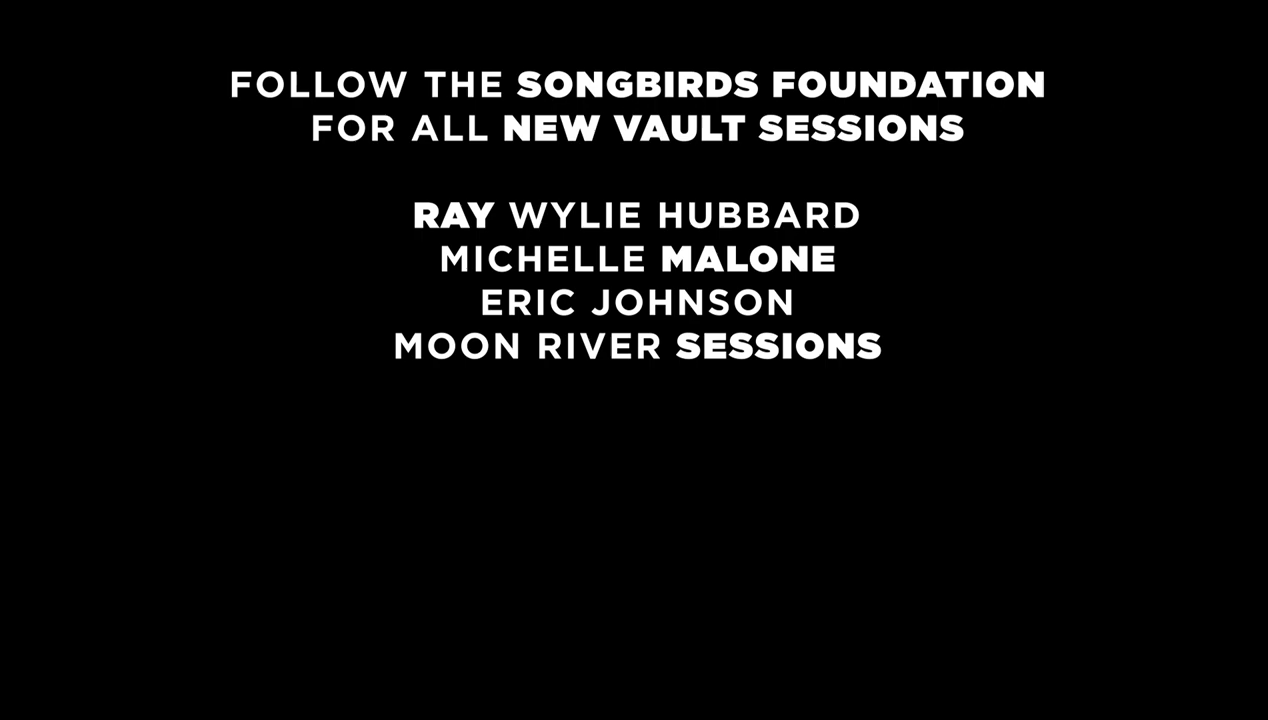 FOLLOW THE SONGBIRDS FOUNDATION
FOR ALL NEW VAULT SESSIONS
RAY WYLIE HUBBARD
MICHELLE MALONE
ERIC JOHNSON
MOON RIVER SESSIONS